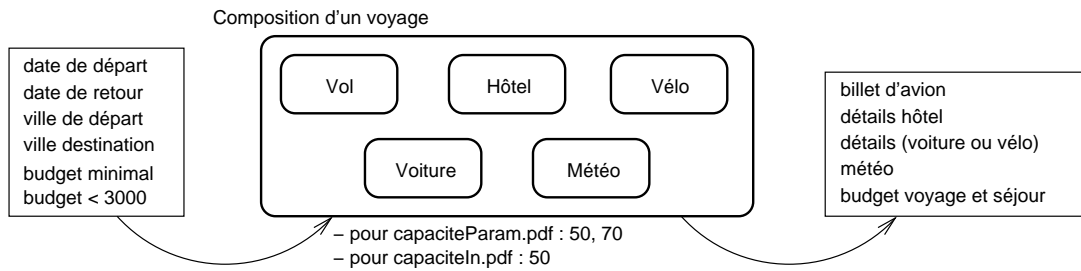 Composition d'un voyage
date de départ
date de retour
ville de départ
ville destination
budget minimal
budget < 3000
Vol
Hôtel
Vélo
Voiture
Météo
– pour capaciteParam.pdf : 50, 70
– pour capaciteIn.pdf : 50
billet d'avion
détails hôtel
détails (voiture ou vélo)
météo
budget voyage et séjour